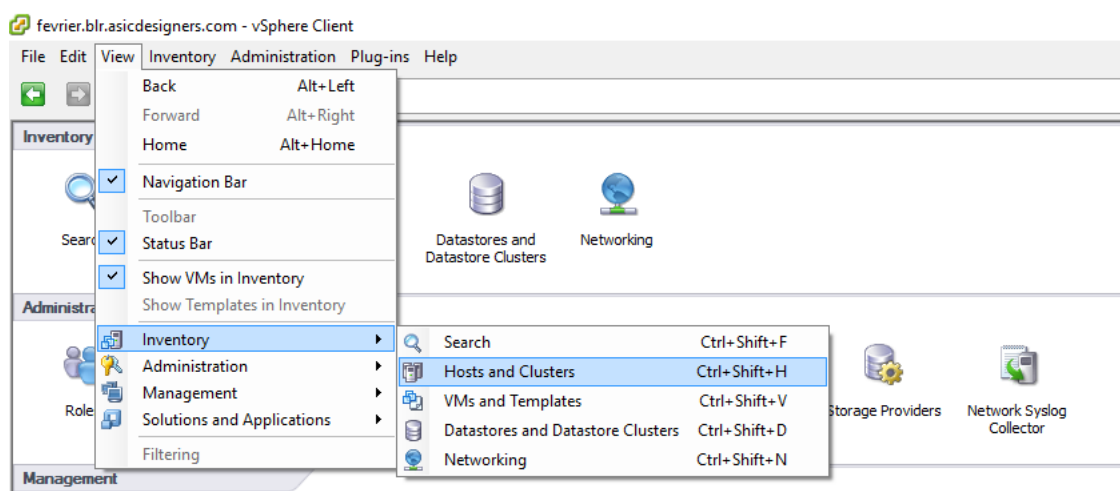 fevrier.blr.asicdesigners.com - vSphere Client
File Edit View Inventory Administration Plug-ins Help
Back Alt+Left
Forward Alt+Right
Home Alt+Home
Inventory
Navigation Bar
Toolbar
Status Bar
Show VMs in Inventory
Show Templates in Inventory
Inventory
Administration
Management
Solutions and Applications
Filtering
Search Ctrl+Shift+F
Hosts and Clusters Ctrl+Shift+H
VMs and Templates Ctrl+Shift+V
Datastores and Datastore Clusters Ctrl+Shift+D
Networking Ctrl+Shift+N
Datastores and
Datastore Clusters
Networking
Storage Providers
Network Syslog
Collector
Management